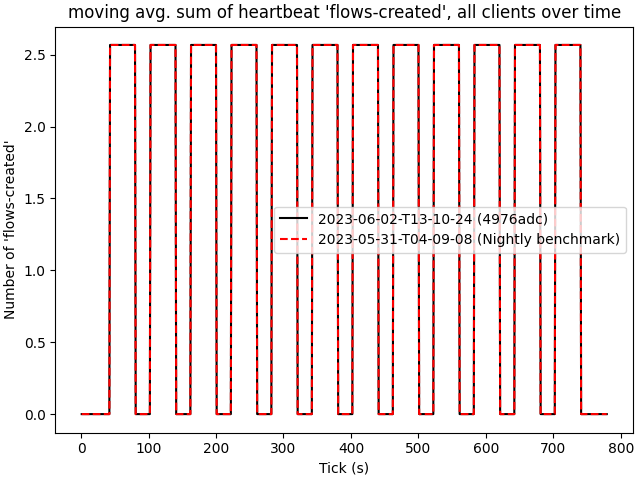 moving avg. sum of heartbeat 'flows-created', all clients over time
Number of 'flows-created'
2.5
2.0
1.5
1.0
0.5
0.0
2023-06-02-T13-10-24 (4976adc)
2023-05-31-T04-09-08 (Nightly benchmark)
0 100 200 300 400 500 600 700 800
Tick (s)